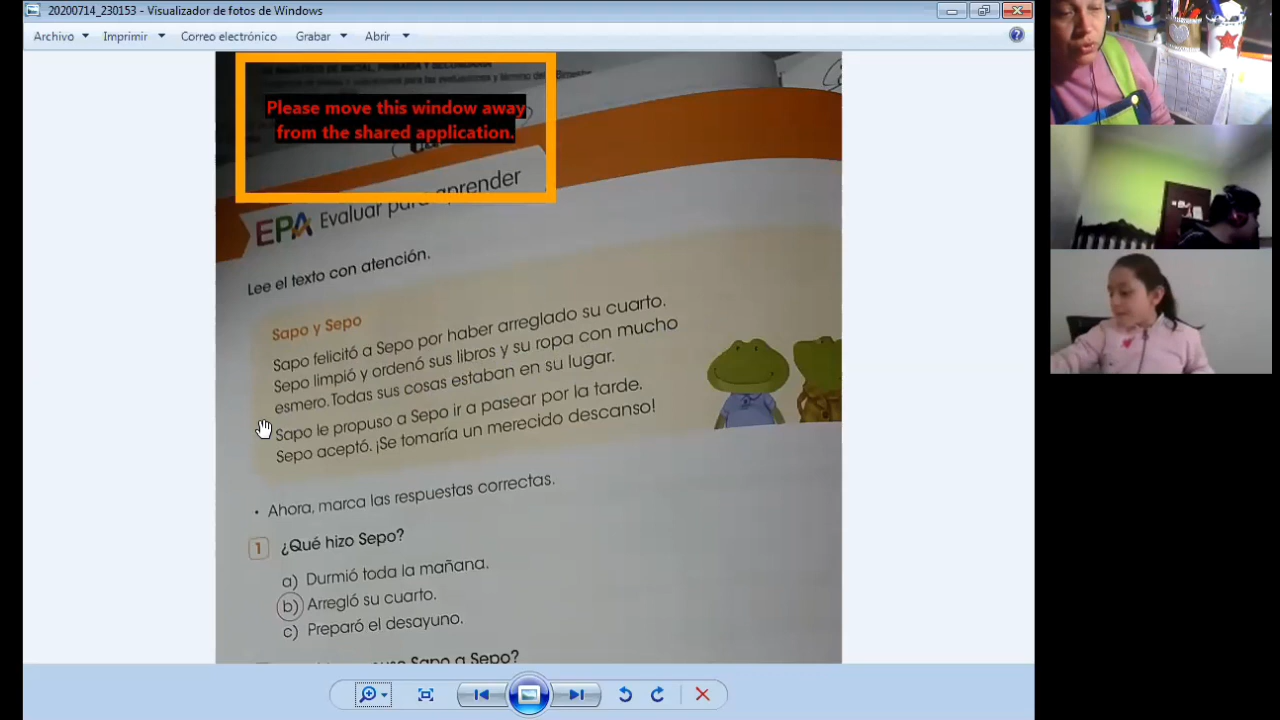 20200714_230153 - Visualizador de fotos de Windows
Archivo Imprimir Correo electrónico Grabar Abrir
Please move this window away
from the shared application.
EPA Evaluar para aprender
Lee el texto con atención.
Sapo y Sepo
Sapo felicitó a Sepo por haber arreglado su cuarto.
Sepo limpió y ordenó sus libros y su ropa con mucho
esmero. Todas sus cosas estaban en su lugar.
Sapo le propuso a Sepo ir a pasear por la tarde.
Sepo aceptó. ¡Se tomaría un merecido descanso!
• Ahora, marca las respuestas correctas.
1 ¿Qué hizo Sepo?
a) Durmió toda la mañana.
b) Arregló su cuarto.
c) Preparó el desayuno.
Sapo a Sepo?